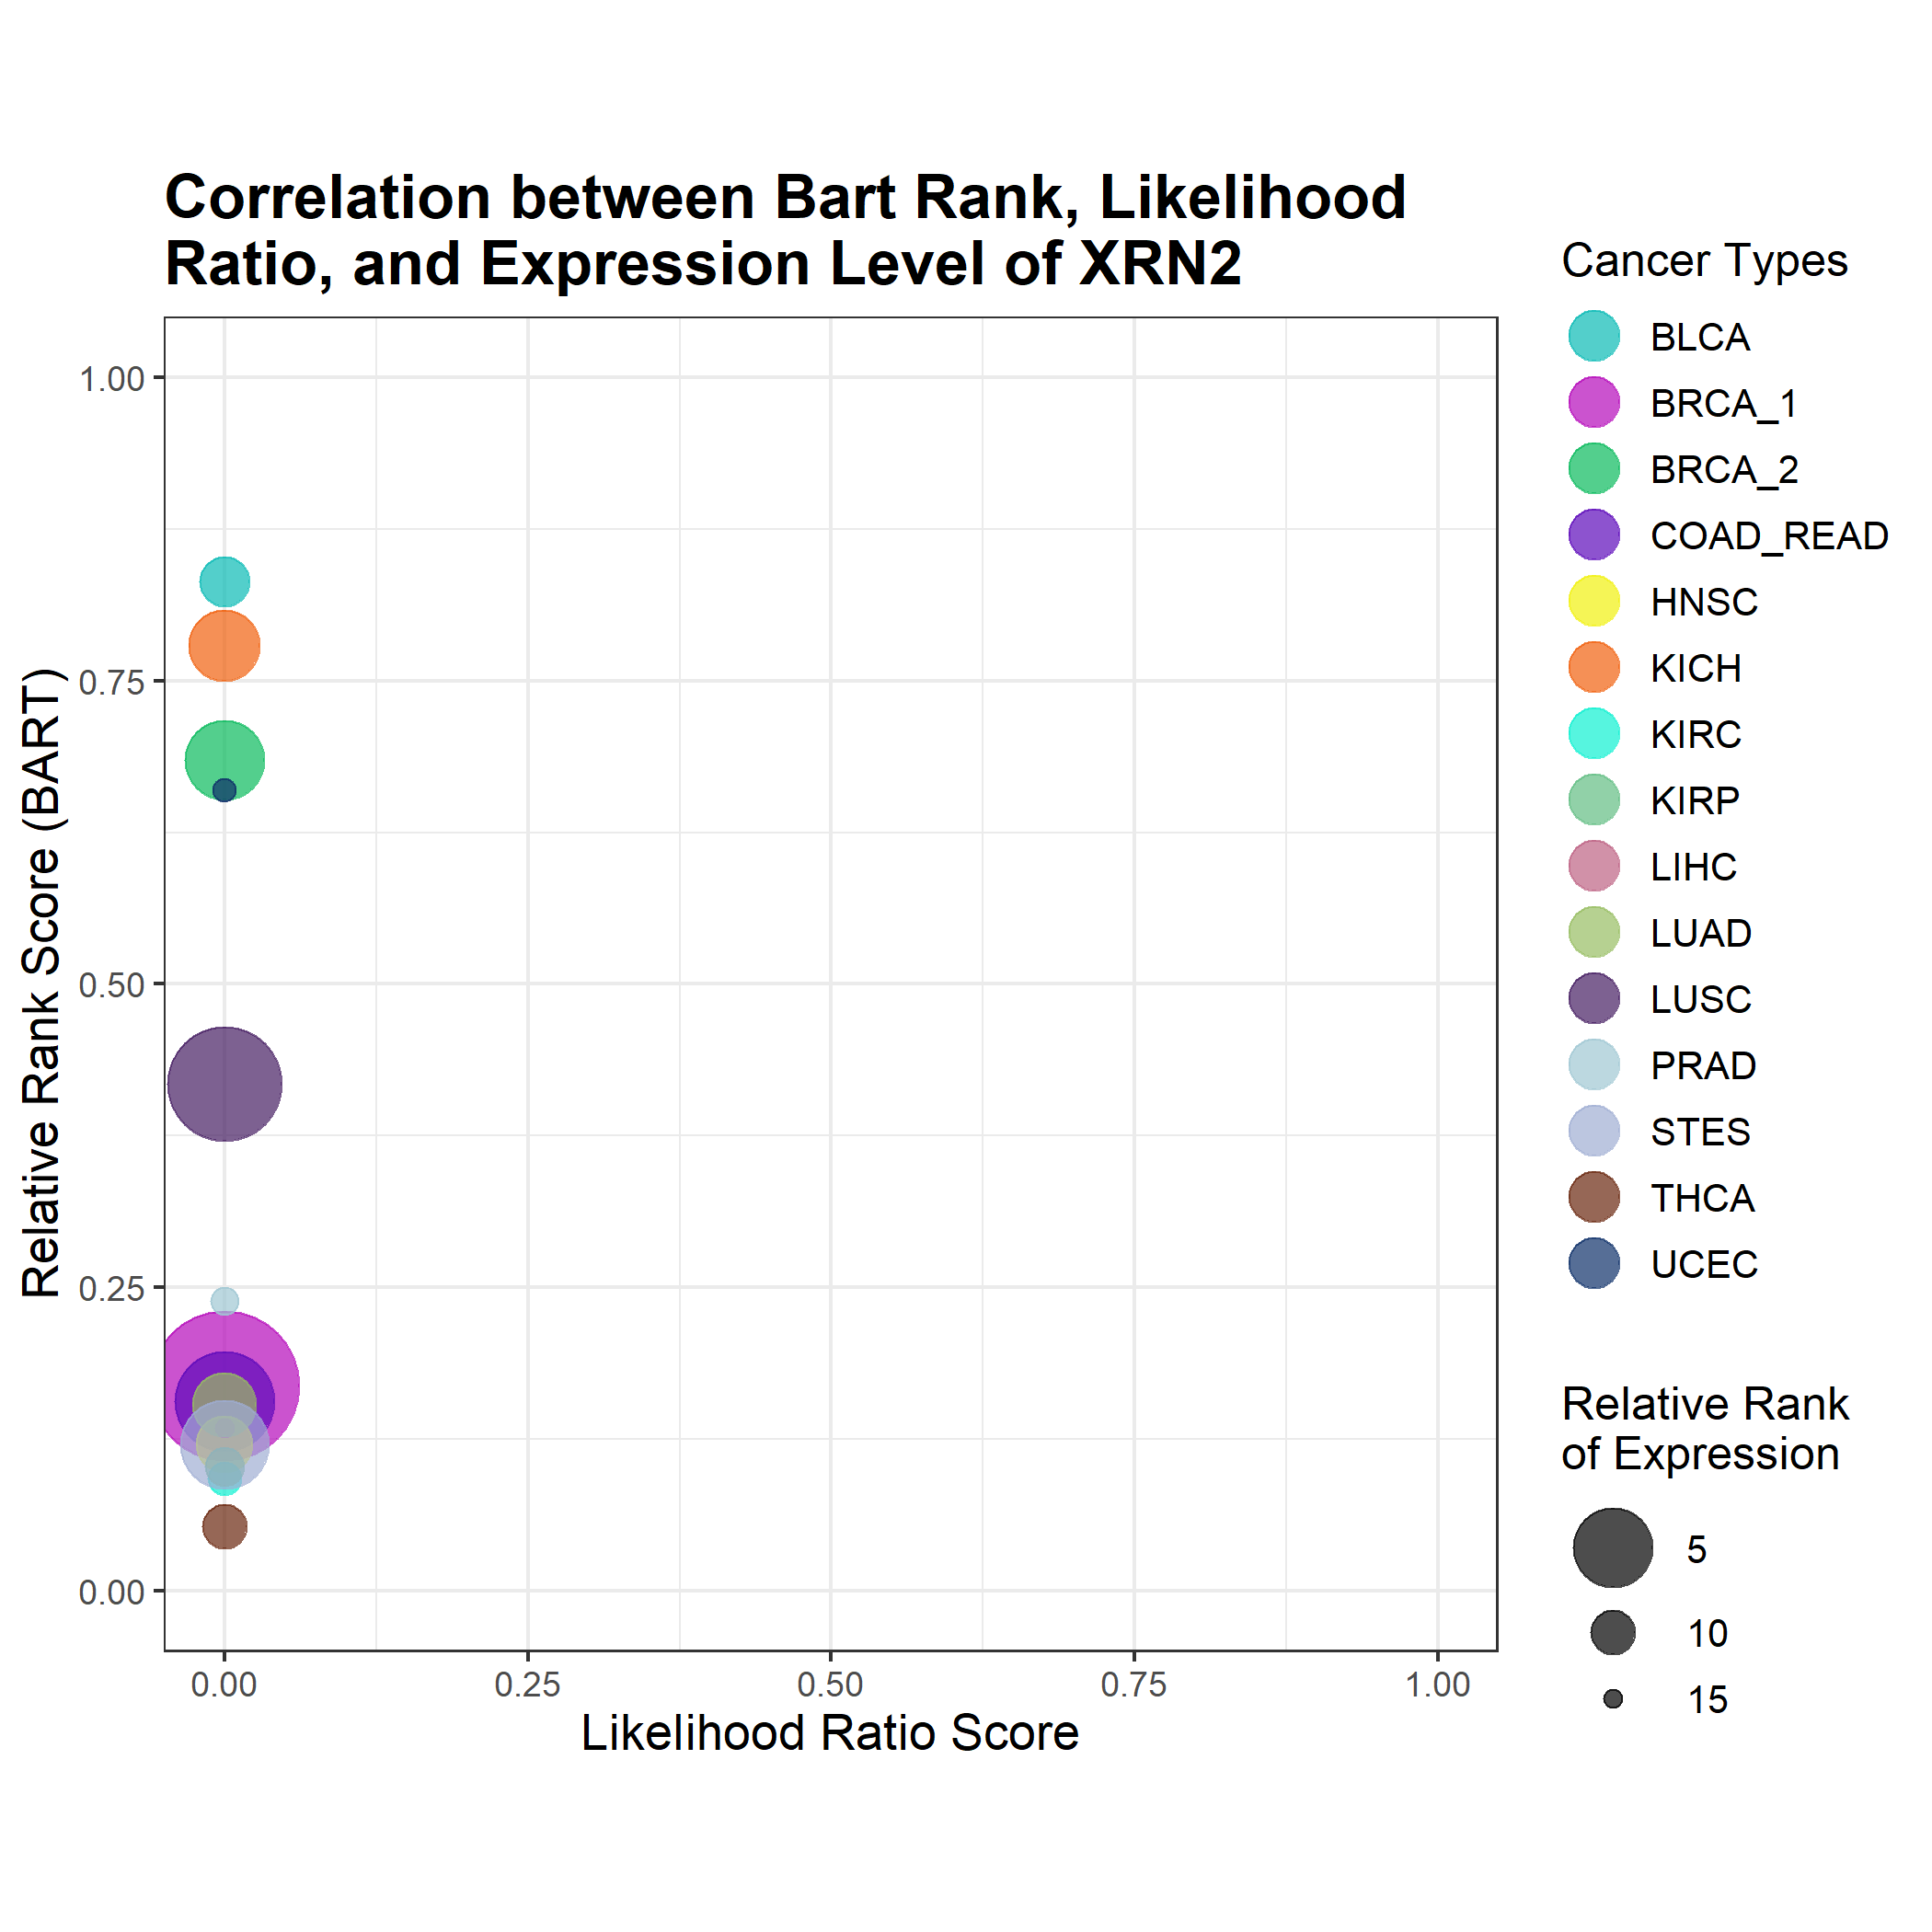 Correlation between Bart Rank, Likelihood
Ratio, and Expression Level of XRN2
Relative Rank Score (BART)
1.00
0.75
0.50
0.25
0.00
0.00
0.25
0.50
0.75
1.00
Likelihood Ratio Score
Cancer Types
BLCA
BRCA_1
BRCA_2
COAD_READ
HNSC
KICH
KIRC
KIRP
LIHC
LUAD
LUSC
PRAD
STES
THCA
UCEC
Relative Rank
of Expression
5
10
15